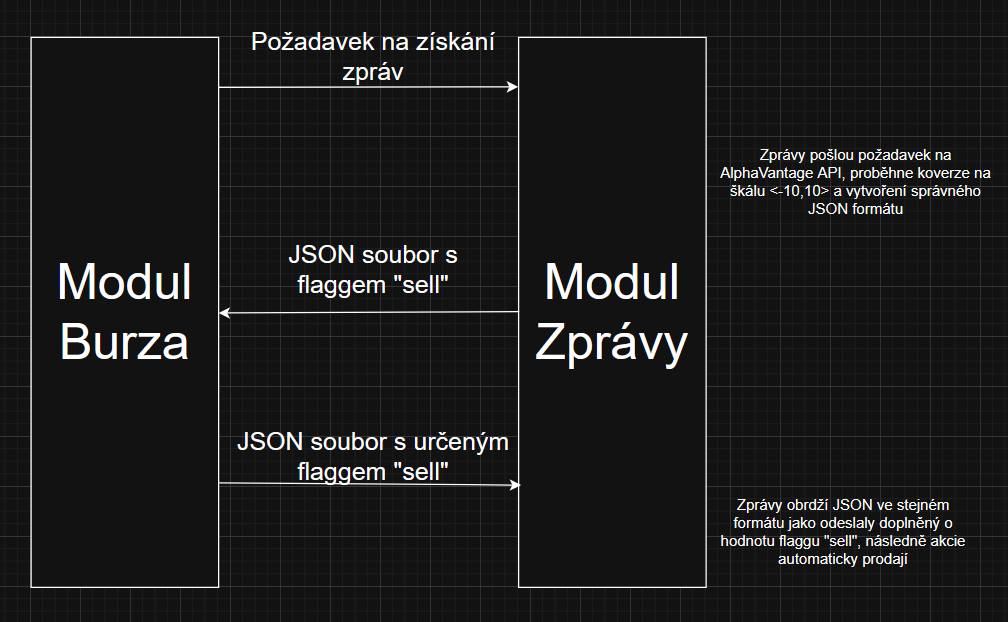 Požadavek na získání
zpráv
Zprávy pošlou požadavek na
AlphaVantage API, proběhne koverze na
škálu <-10,10> a vytvoření správného
JSON formátu
JSON soubor s
flaggem "sell"
Modul
Burza
Modul
Zprávy
JSON soubor s určeným
flaggem "sell"
Zprávy obrdží JSON ve stejném
formátu jako odeslaly doplněný o
hodnotu flaggu "sell", následně akcie
automaticky prodají